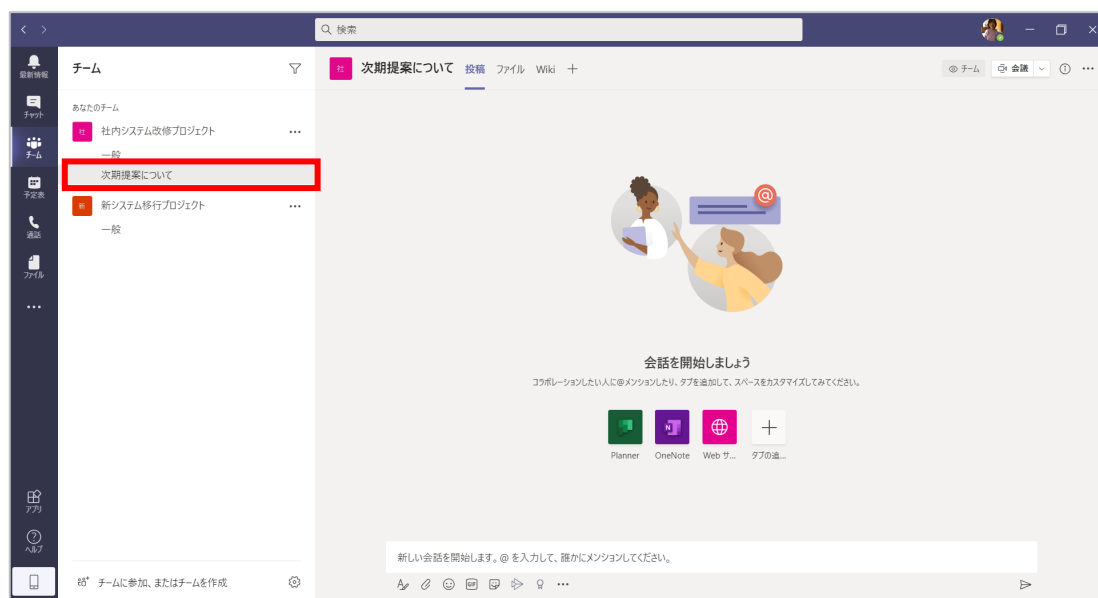 検索
最新情報
チャット
チーム
予定表
通話
ファイル
アプリ
ヘルプ
チーム
あなたのチーム
社 社内システム改修プロジェクト
一般
次期提案について
新 新システム移行プロジェクト
一般
チームに参加、またはチームを作成
社 次期提案について 投稿 ファイル Wiki
チーム 会議
@
会話を開始しましょう
コラボレーションしたい人に@メンションしたり、タブを追加して、スペースをカスタマイズしてみてください。
Planner OneNote Web サ... タブの追...
新しい会話を開始します。@ を入力して、誰かにメンションしてください。
GIF